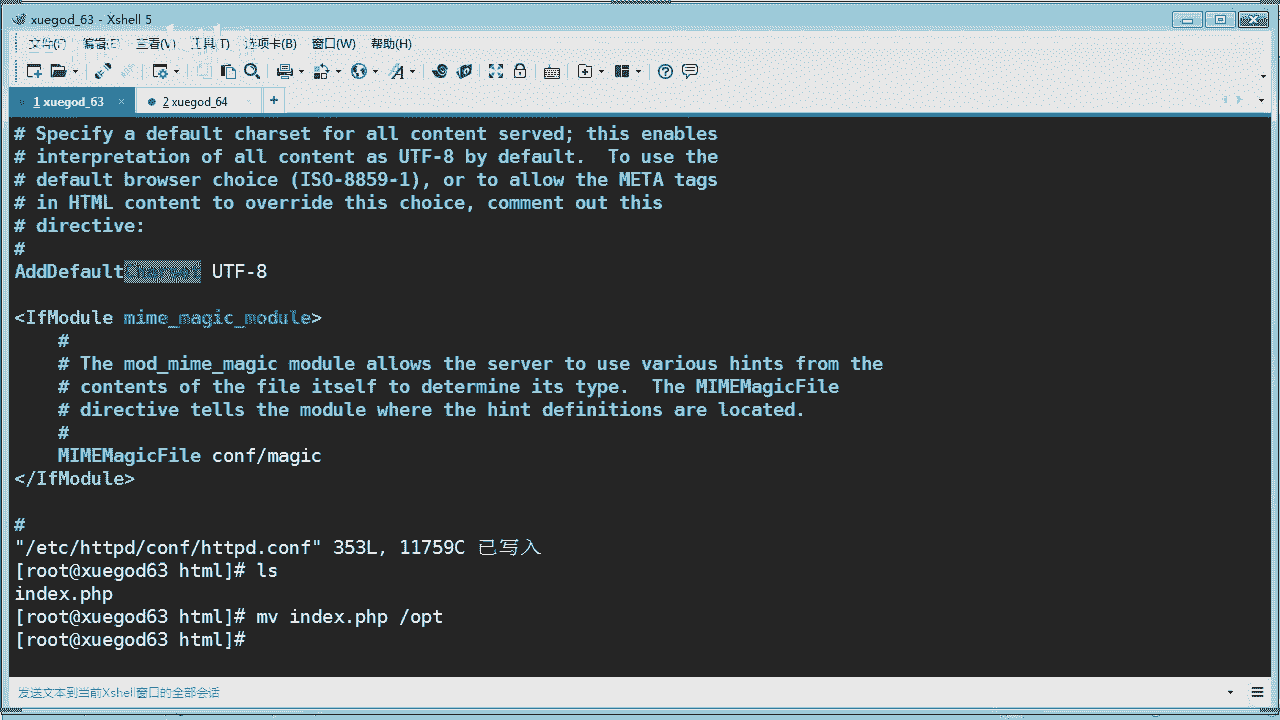 xuegod_63 - Xshell 5
文件(F) 编辑(E) 查看(V) 工具(T) 选项卡(B) 窗口(W) 帮助(H)
1 xuegod_63 × 2 xuegod_64 +
# Specify a default charset for all content served; this enables
# interpretation of all content as UTF-8 by default.  To use the
# default browser choice (ISO-8859-1), or to allow the META tags
# in HTML content to override this choice, comment out this
# directive:
#
AddDefaultCharset UTF-8
<IfModule mime_magic_module>
#
# The mod_mime_magic module allows the server to use various hints from the
# contents of the file itself to determine its type.  The MIMEMagicFile
# directive tells the module where the hint definitions are located.
#
MIMEMagicFile conf/magic
</IfModule>
#
"/etc/httpd/conf/httpd.conf" 353L, 11759C 已写入
[root@xuegod63 html]# ls
index.php
[root@xuegod63 html]# mv index.php /opt
[root@xuegod63 html]#
发送文本到当前Xshell窗口的全部会话